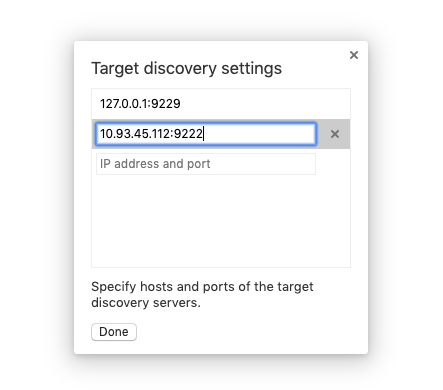 Target discovery settings
127.0.0.1:9229
10.93.45.112:9222
IP address and port
Specify hosts and ports of the target
discovery servers.
Done